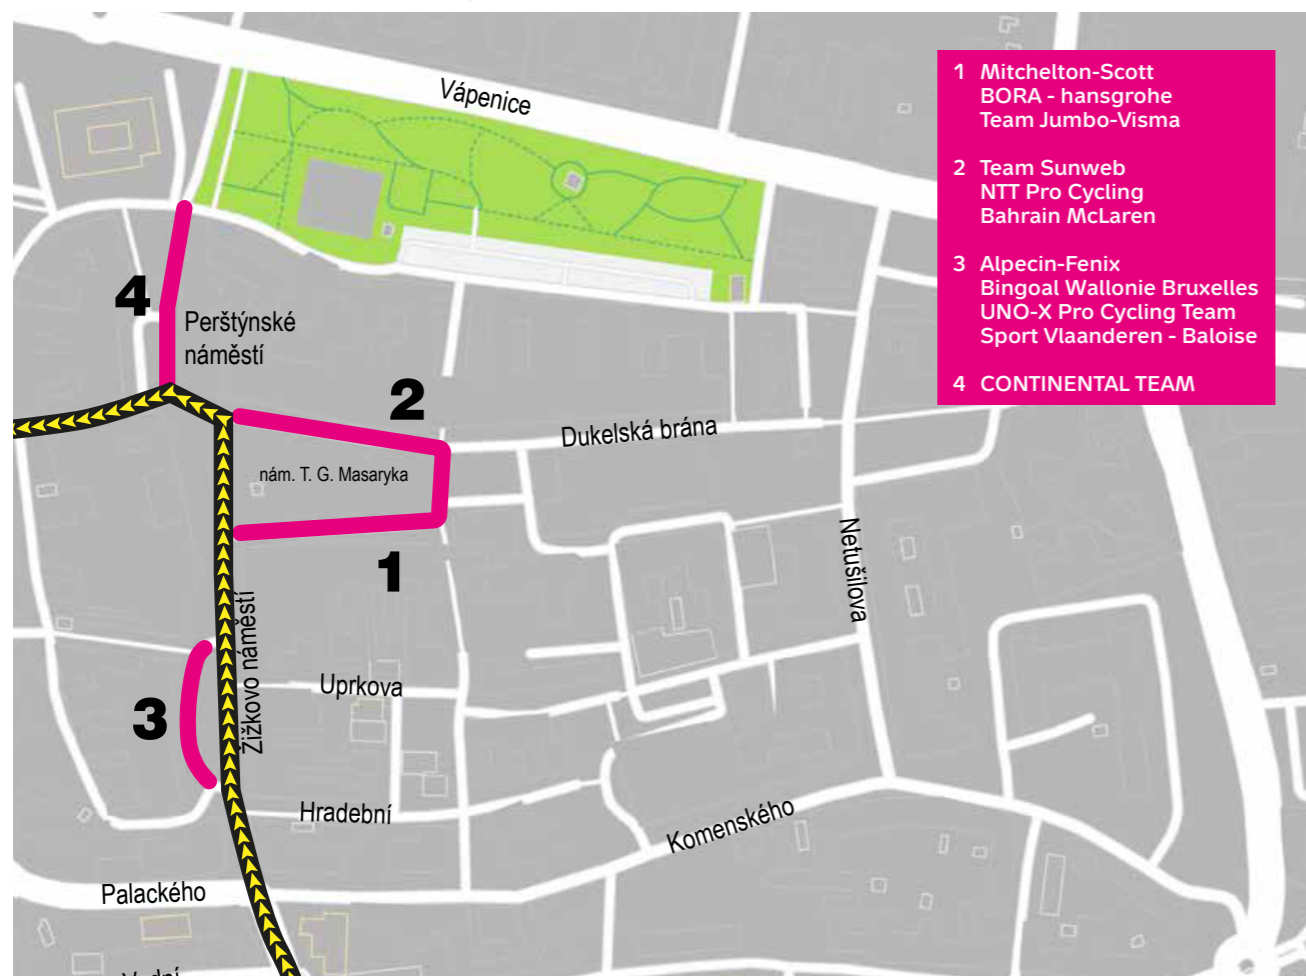 Vápenice
1 Mitchelton-Scott
BORA - hansgrohe
Team Jumbo-Visma
2 Team Sunweb
NTT Pro Cycling
Bahrain McLaren
3 Alpecin-Fenix
Bingoal Wallonie Bruxelles
UNO-X Pro Cycling Team
Sport Vlaanderen - Baloise
4 CONTINENTAL TEAM
4
Perštýnské
náměstí
2
Dukelská brána
nám. T. G. Masaryka
1
Netušilova
Žižkovo náměstí
Uprkova
3
Hradební
Komenského
Palackého